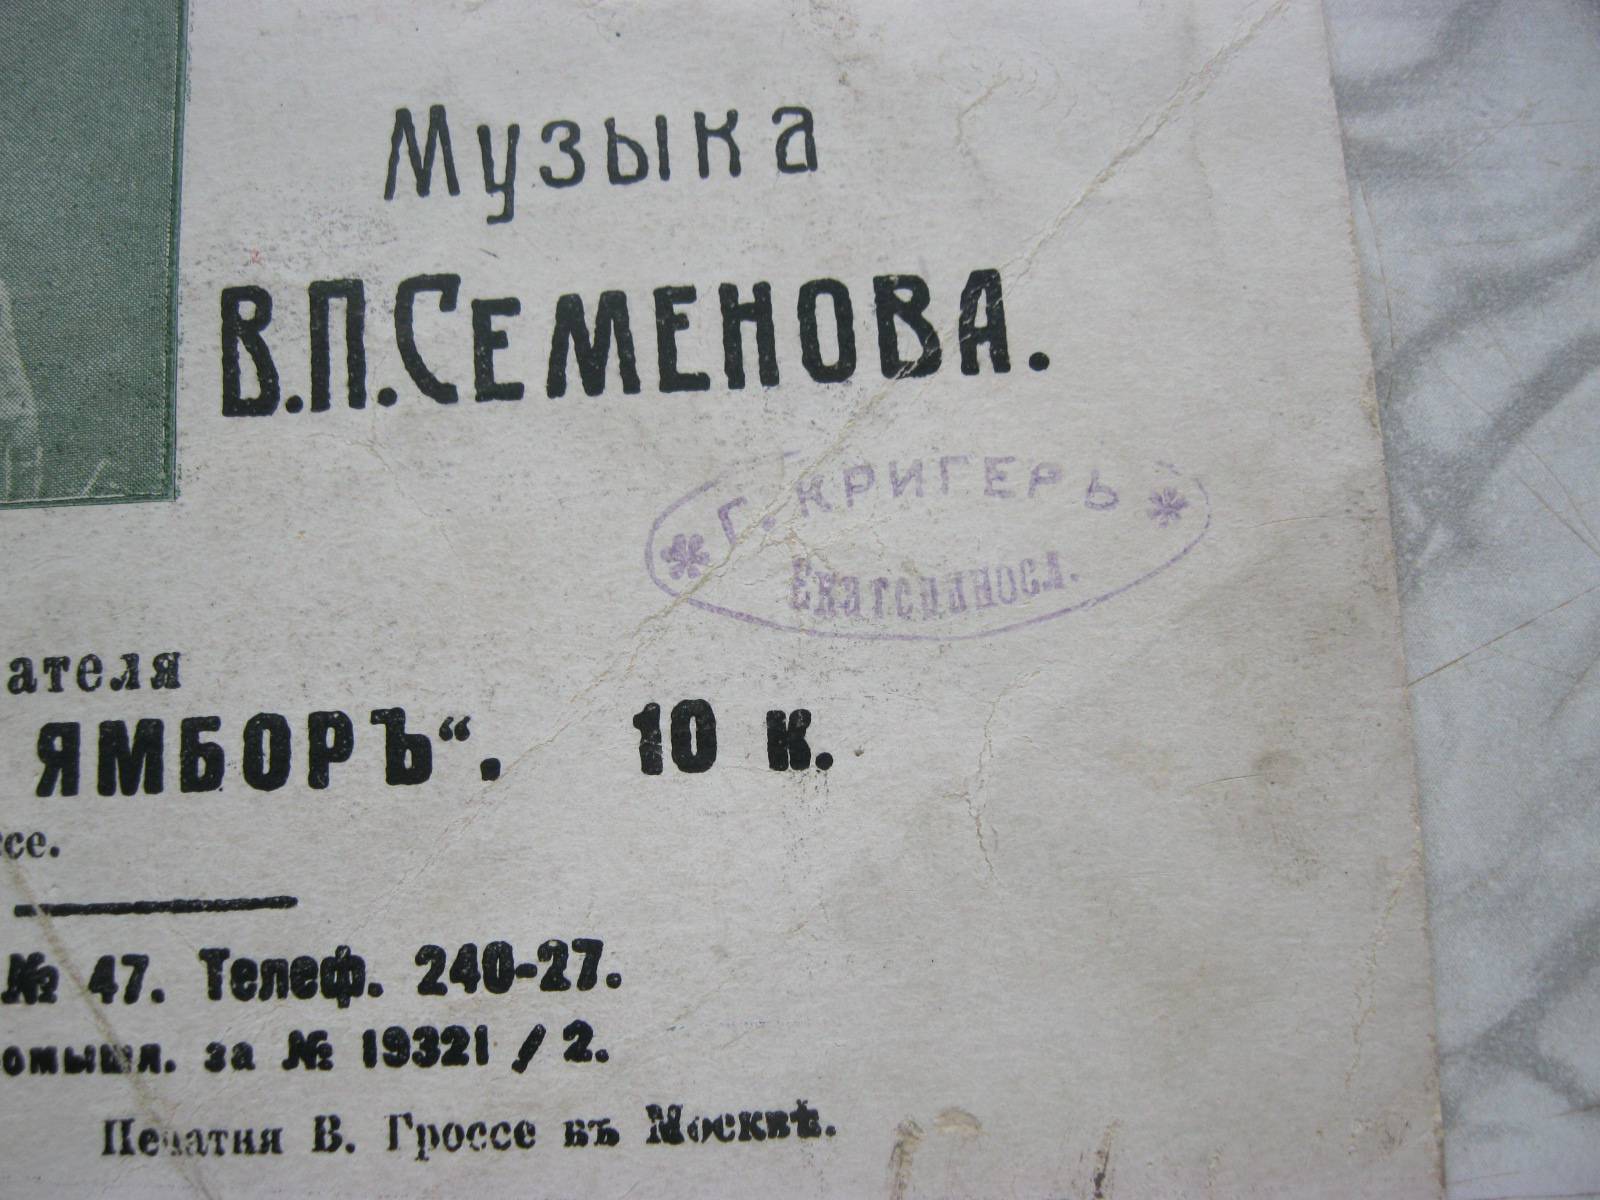 Музыка
В.П.СЕМЕНОВА.
Г. КРИГЕРЪ
Екатериносл.
ателя
ЯМБОРЪ“. 10 к.
се.
№ 47. Телеф. 240-27.
омышл. за № 19321 / 2.
Печатня В. Гроссе въ Москвѣ.